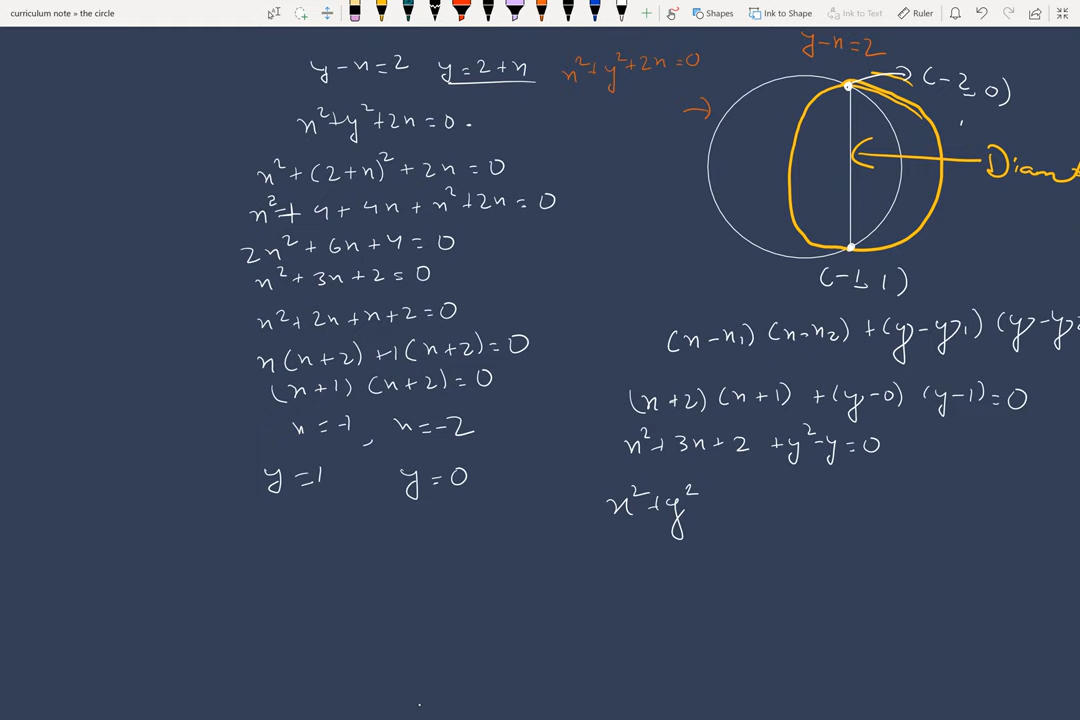 curriculum note » the circle
Shapes Ink to Shape Ink to Text Ruler
y-x=2 y=2+x x²+y²+2x=0
x²+y²+2x=0.
x²+(2+x)²+2x=0
x²+4+4x+x²+2x=0
2x²+6x+4=0
x²+3x+2=0
x²+2x+x+2=0
x(x+2)+1(x+2)=0
(x+1)(x+2)=0
x=-1, x=-2
y=1 y=0
y-x=2
→ (-2,0)
(-1,1)
(x-x₁)(x-x₂)+(y-y₁)(y-y₂
(x+2)(x+1)+(y-0)(y-1)=0
x²+3x+2+y²-y=0
x²+y²